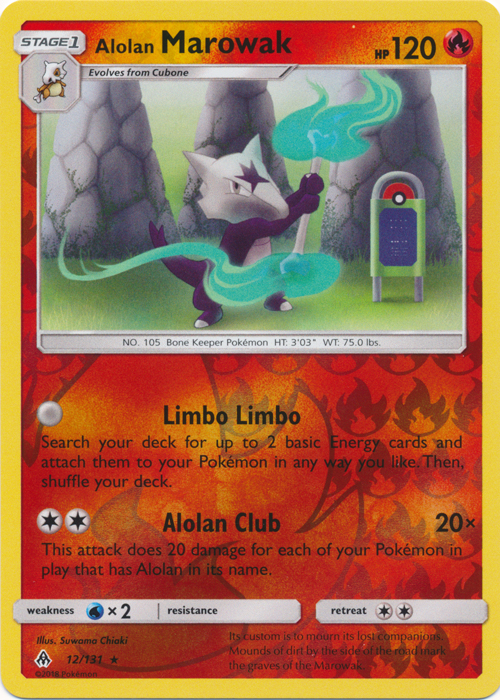 STAGE 1
Alolan Marowak
HP 120
Evolves from Cubone
NO. 105 Bone Keeper Pokémon HT: 3'03" WT: 75.0 lbs.
Limbo Limbo
Search your deck for up to 2 basic Energy cards and
attach them to your Pokémon in any way you like. Then,
shuffle your deck.
Alolan Club 20×
This attack does 20 damage for each of your Pokémon in
play that has Alolan in its name.
weakness × 2 resistance retreat
Illus. Suwama Chiaki
12/131 ★
©2018 Pokémon
Its custom is to mourn its lost companions.
Mounds of dirt by the side of the road mark
the graves of the Marowak.